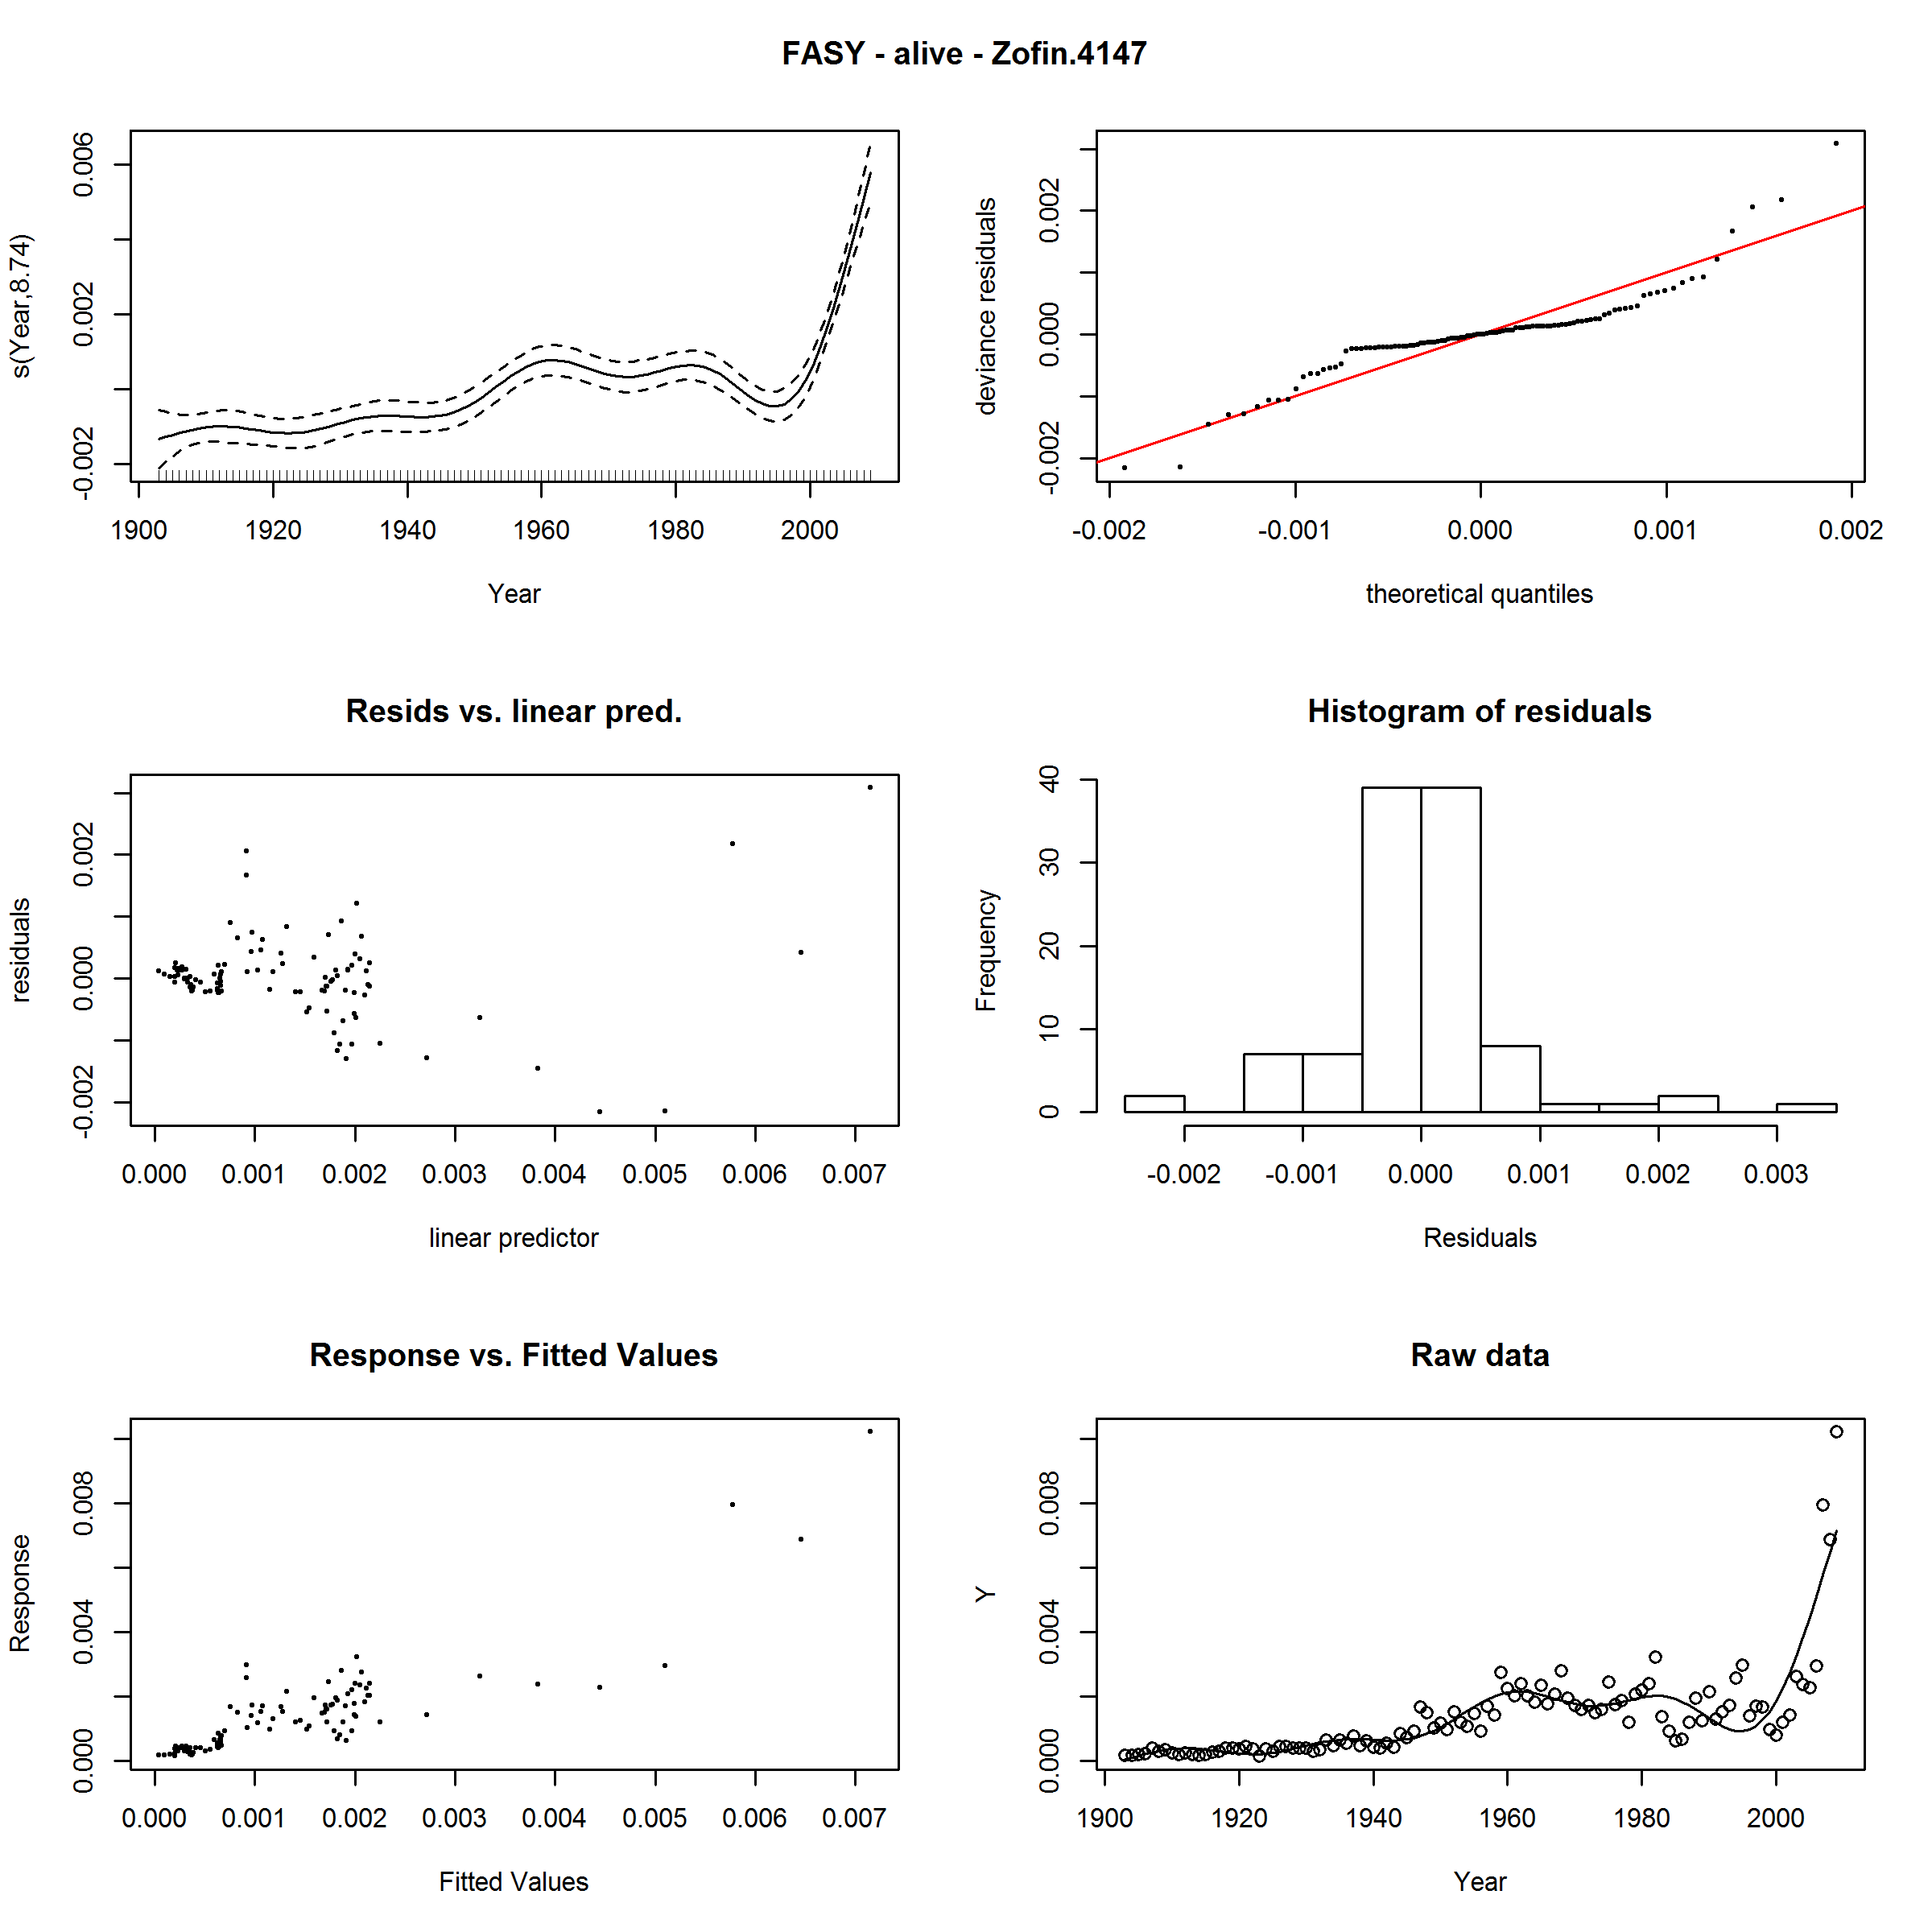 FASY - alive - Zofin.4147
s(Year,8.74)
-0.002 0.002 0.006
1900 1920 1940 1960 1980 2000
Year
deviance residuals
-0.002 0.000 0.002
-0.002 -0.001 0.000 0.001 0.002
theoretical quantiles
Resids vs. linear pred.
residuals
-0.002 0.000 0.002
0.000 0.001 0.002 0.003 0.004 0.005 0.006 0.007
linear predictor
Histogram of residuals
Frequency
0 10 20 30 40
-0.002 -0.001 0.000 0.001 0.002 0.003
Residuals
Response vs. Fitted Values
Response
0.000 0.004 0.008
0.000 0.001 0.002 0.003 0.004 0.005 0.006 0.007
Fitted Values
Raw data
Y
0.000 0.004 0.008
1900 1920 1940 1960 1980 2000
Year